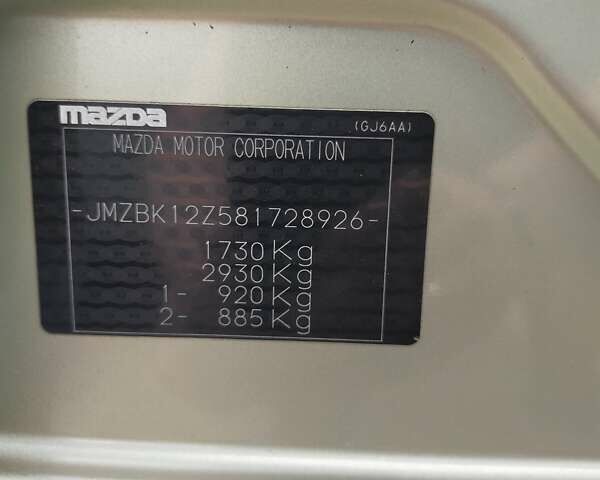 mazda
(GJ6AA)
MAZDA MOTOR CORPORATION
-JMZBK12Z581728926-
1730 Kg
2930 Kg
1- 920 Kg
2- 885 Kg